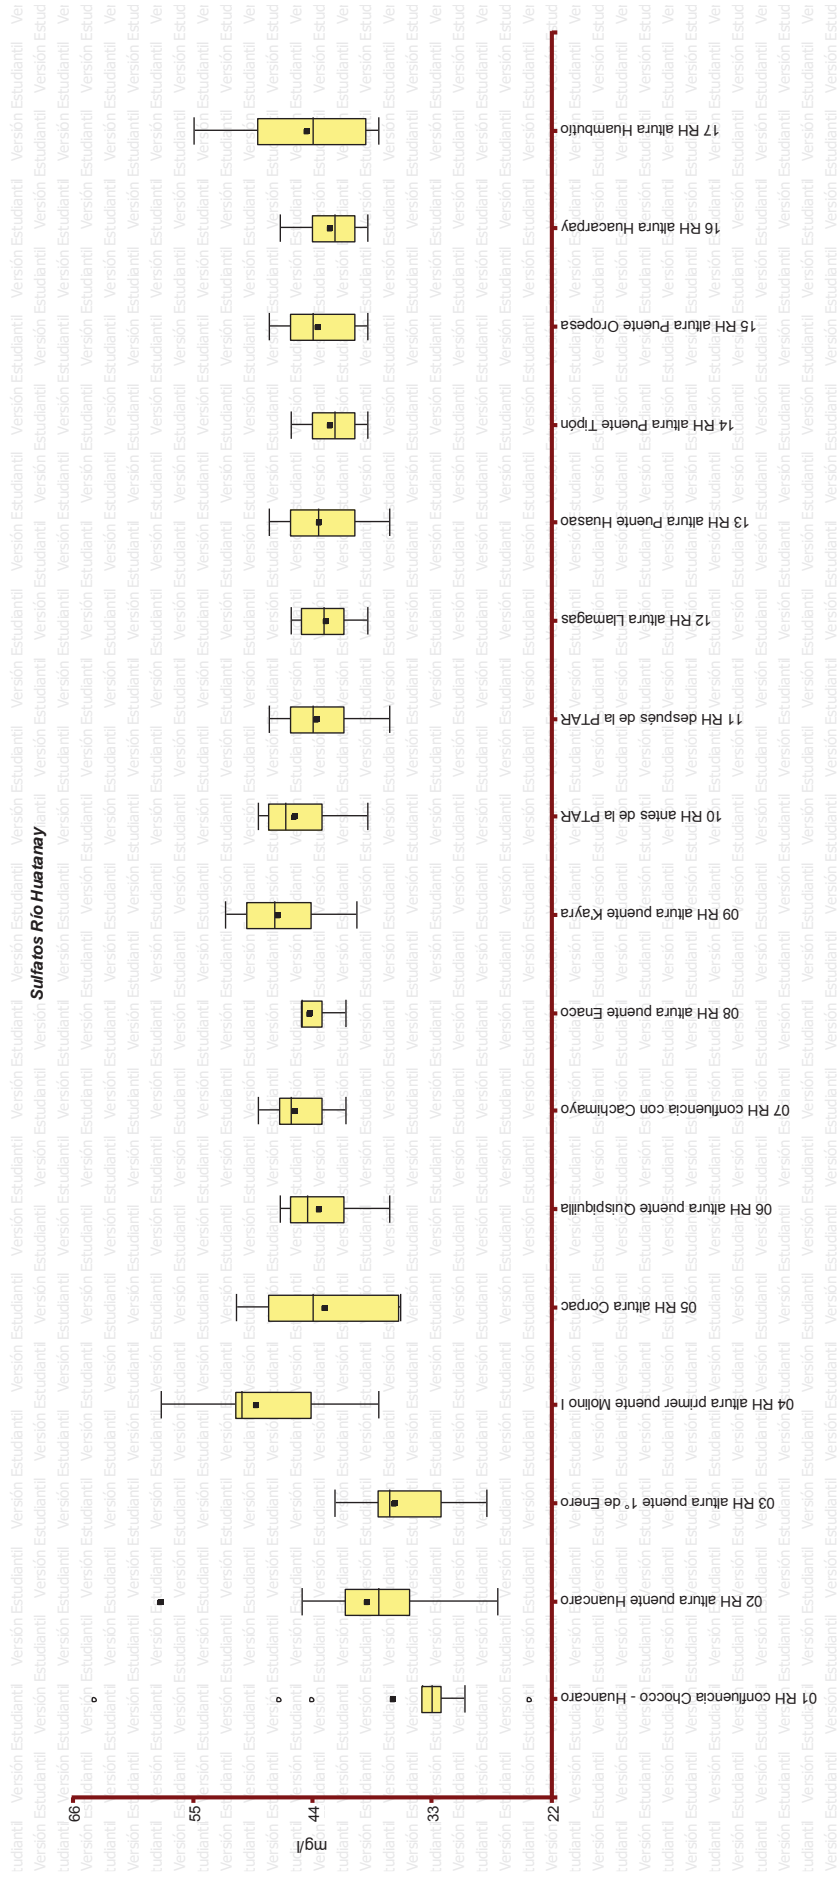 Sulfatos Río Huatanay
mg/l
66
55
44
33
22
01 RH confluencia Chocco - Huancaro
02 RH altura puente Huancaro
03 RH altura puente 1° de Enero
04 RH altura primer puente Molino I
05 RH altura Corpac
06 RH altura puente Quispiquilla
07 RH confluencia con Cachimayo
08 RH altura puente Enaco
09 RH altura puente K'ayra
10 RH antes de la PTAR
11 RH después de la PTAR
12 RH altura Llamagas
13 RH altura Puente Huasao
14 RH altura Puente Tipón
15 RH altura Puente Oropesa
16 RH altura Huacarpay
17 RH altura Huambutio
Versión Estudiantil